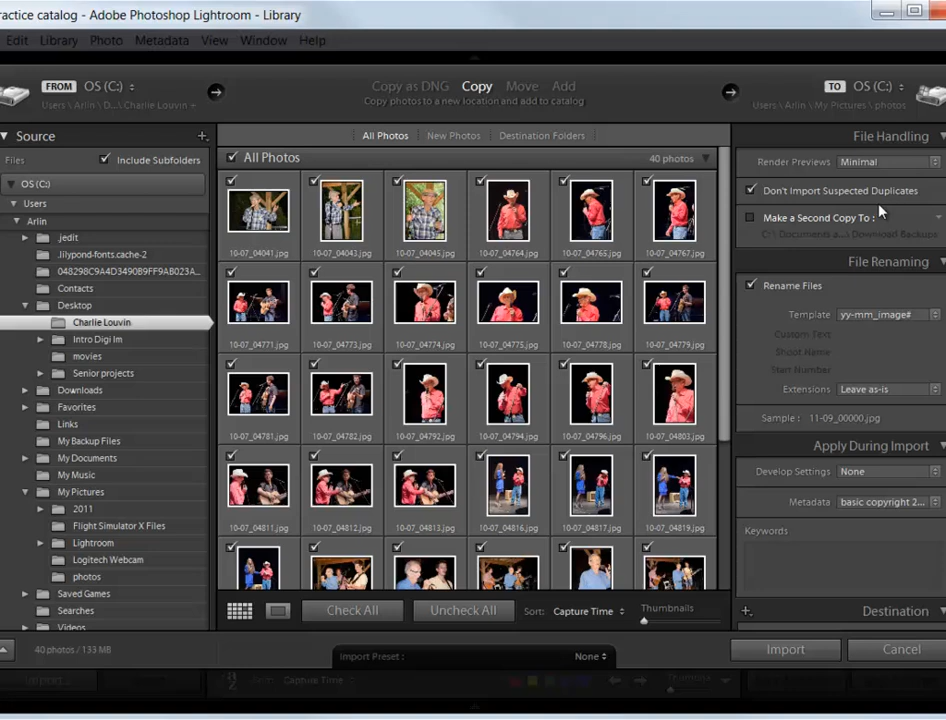 ractice catalog - Adobe Photoshop Lightroom - Library
Edit Library Photo Metadata View Window Help
FROM OS (C:)
Users \ Arlin \ D...\ Charlie Louvin
Copy as DNG Copy Move Add
Copy photos to a new location and add to catalog
TO OS (C:)
Users \ Arlin \ My Pictures \ photos
Source
Files Include Subfolders
OS (C:)
Users
Arlin
.jedit
.lilypond-fonts.cache-2
048298C9A4D3490B9FF9AB023A...
Contacts
Desktop
Charlie Louvin
Intro Digi Im
movies
Senior projects
Downloads
Favorites
Links
My Backup Files
My Documents
My Music
My Pictures
2011
Flight Simulator X Files
Lightroom
Logitech Webcam
photos
Saved Games
Searches
Videos
40 photos / 133 MB
All Photos New Photos Destination Folders
All Photos 40 photos
10-07_04041.jpg 10-07_04043.jpg 10-07_04045.jpg 10-07_04764.jpg 10-07_04765.jpg 10-07_04767.jpg
10-07_04771.jpg 10-07_04773.jpg 10-07_04774.jpg 10-07_04775.jpg 10-07_04778.jpg 10-07_04779.jpg
10-07_04781.jpg 10-07_04782.jpg 10-07_04792.jpg 10-07_04794.jpg 10-07_04796.jpg 10-07_04803.jpg
10-07_04811.jpg 10-07_04812.jpg 10-07_04813.jpg 10-07_04816.jpg 10-07_04817.jpg 10-07_04819.jpg
Check All Uncheck All Sort: Capture Time Thumbnails
Import Preset : None
File Handling
Render Previews Minimal
Don't Import Suspected Duplicates
Make a Second Copy To :
C:\ Documents a...\ Download Backups
File Renaming
Rename Files
Template yy-mm_image#
Custom Text
Shoot Name
Start Number
Extensions Leave as-is
Sample : 11-09_00000.jpg
Apply During Import
Develop Settings None
Metadata basic copyright 2...
Keywords
Destination
Import Cancel
Import...
Capture Time
Thumbnails